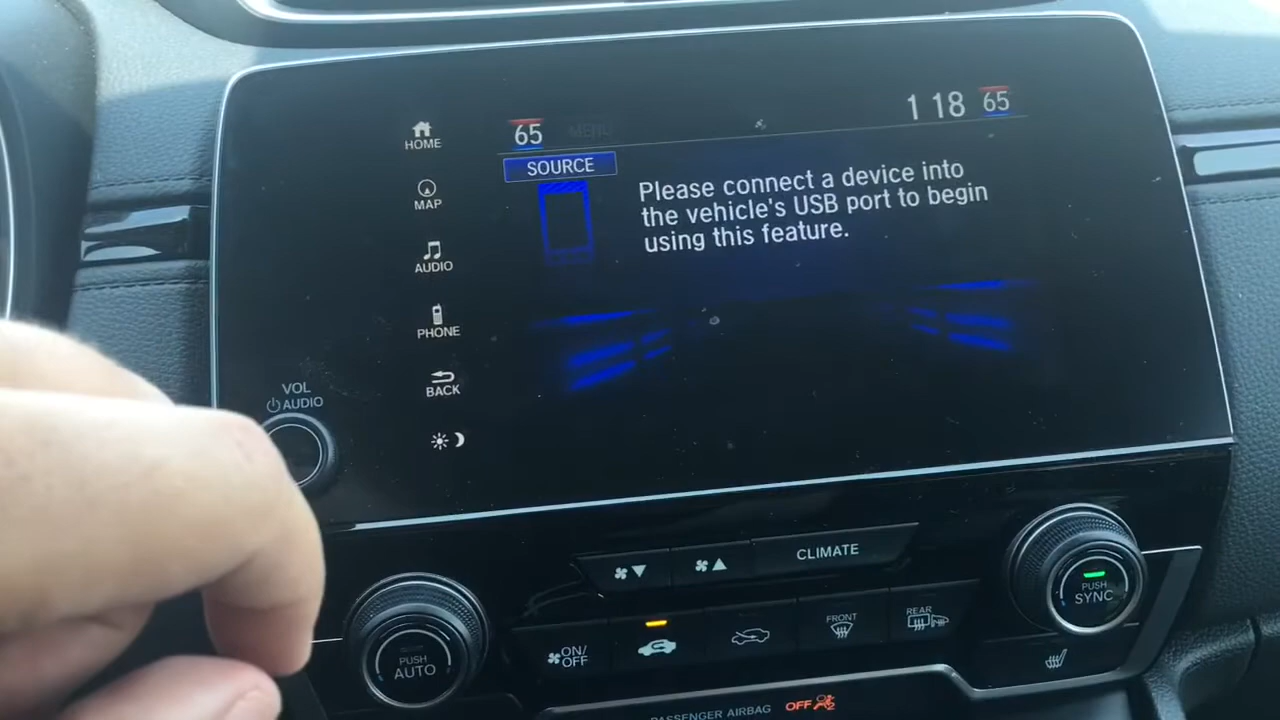 HOME
MAP
AUDIO
PHONE
BACK
65
MENU
1 18
65
SOURCE
Please connect a device into
the vehicle's USB port to begin
using this feature.
VOL
AUDIO
CLIMATE
PUSH
AUTO
ON/
OFF
FRONT
REAR
PUSH
SYNC
PASSENGER AIRBAG OFF